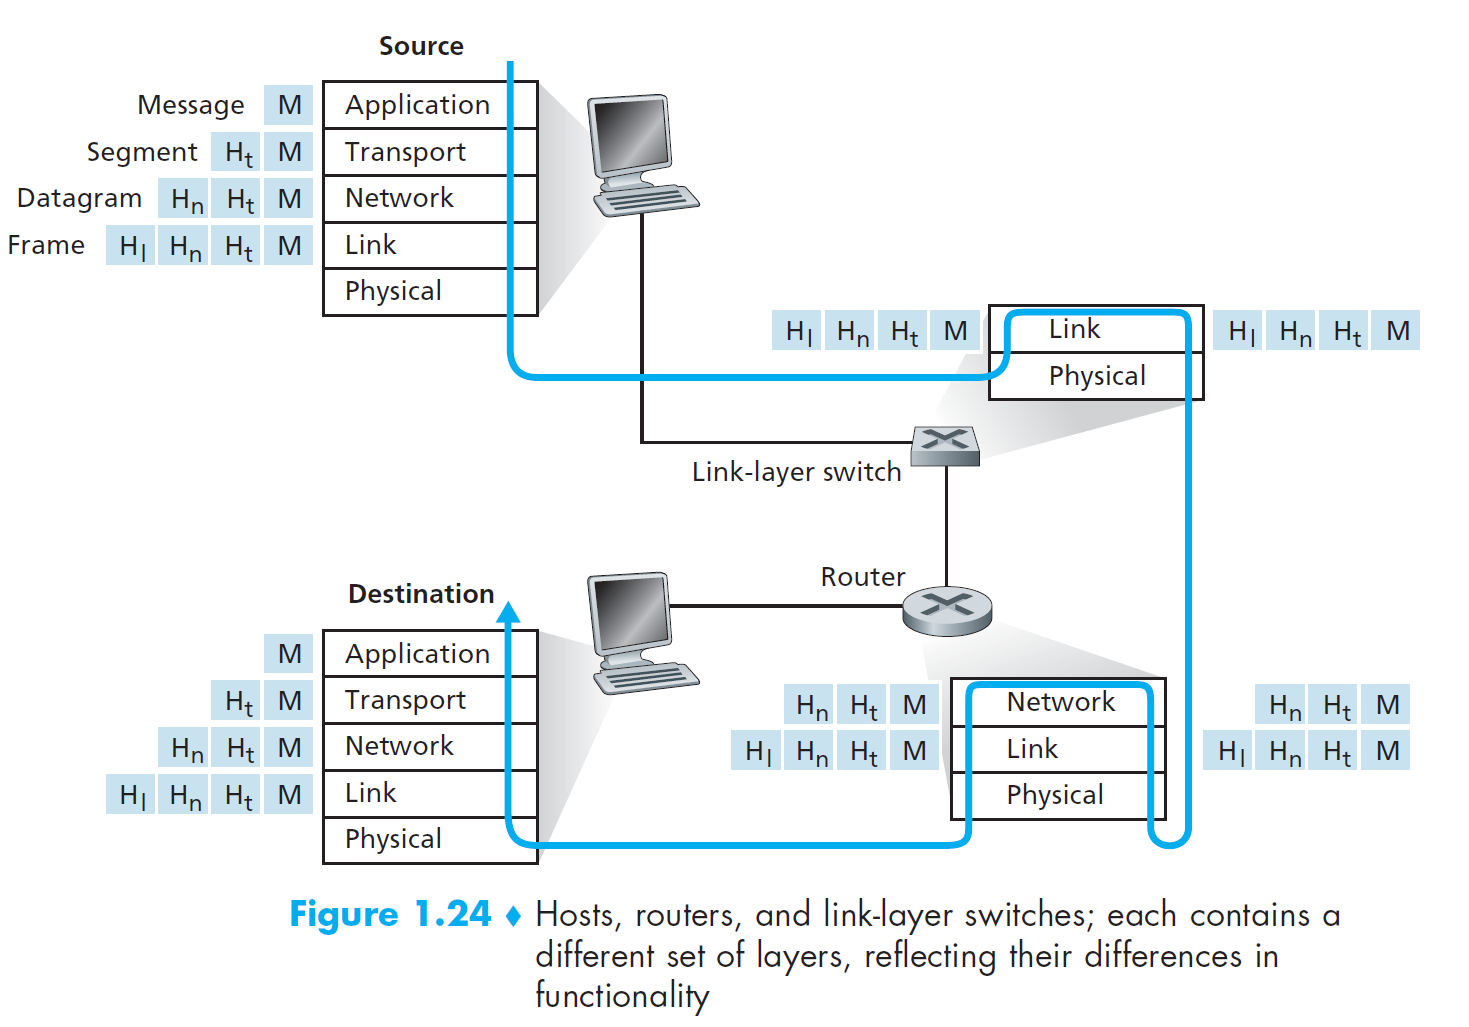 Source
Message M Application
Segment Ht M Transport
Datagram Hn Ht M Network
Frame Hl Hn Ht M Link
Physical
Hl Hn Ht M Link Hl Hn Ht M
Physical
Link-layer switch
Router
Destination
M Application
Ht M Transport
Hn Ht M Network
Hl Hn Ht M Link
Physical
Hn Ht M Network Hn Ht M
Hl Hn Ht M Link Hl Hn Ht M
Physical
Figure 1.24 ♦ Hosts, routers, and link-layer switches; each contains a
different set of layers, reflecting their differences in
functionality